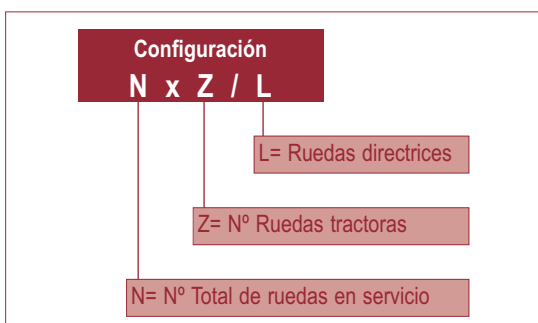 Configuración
N x Z / L
L= Ruedas directrices
Z= Nº Ruedas tractoras
N= Nº Total de ruedas en servicio